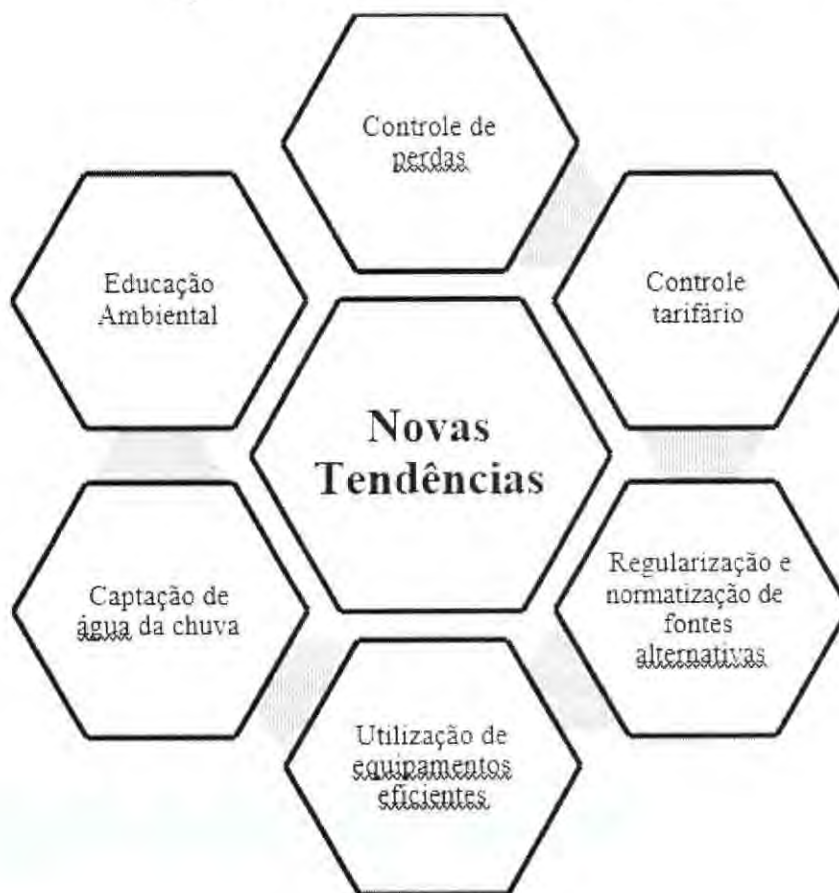 Controle de
perdas
Controle
tarifário
Regularização e
normatização de
fontes
alternativas
Utilização de
equipamentos
eficientes
Captação de
água da chuva
Educação
Ambiental
Novas
Tendências